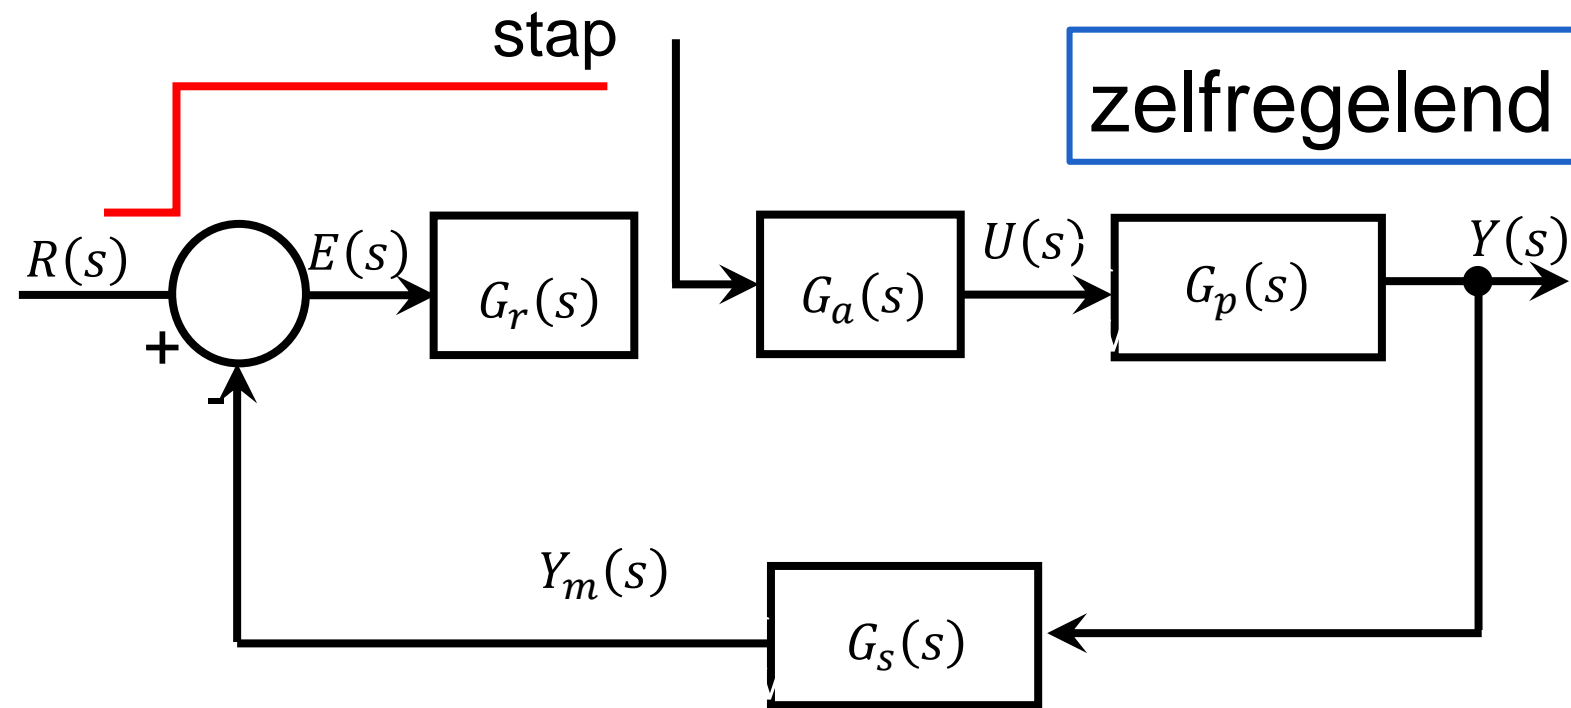 stap
zelfregelend
R(s)
E(s)
G_r(s)
G_a(s)
U(s)
G_p(s)
Y(s)
+
-
Y_m(s)
G_s(s)